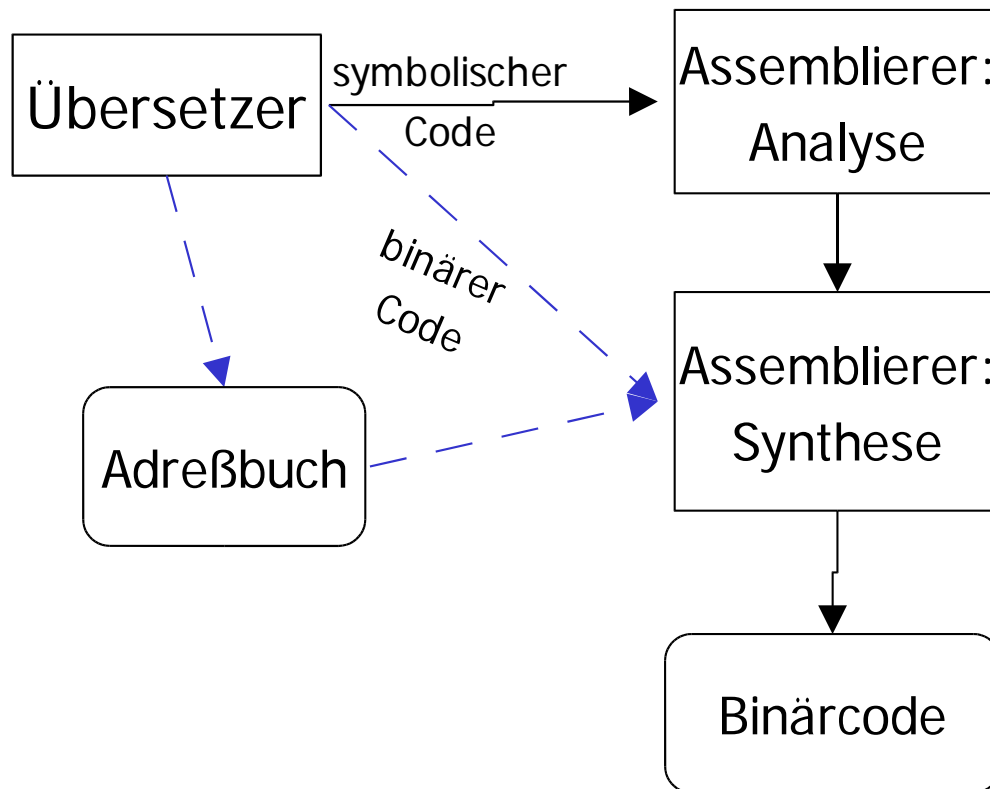 Übersetzer
symbolischer
Code
Assemblierer:
Analyse
binärer
Code
Assemblierer:
Synthese
Adreßbuch
Binärcode